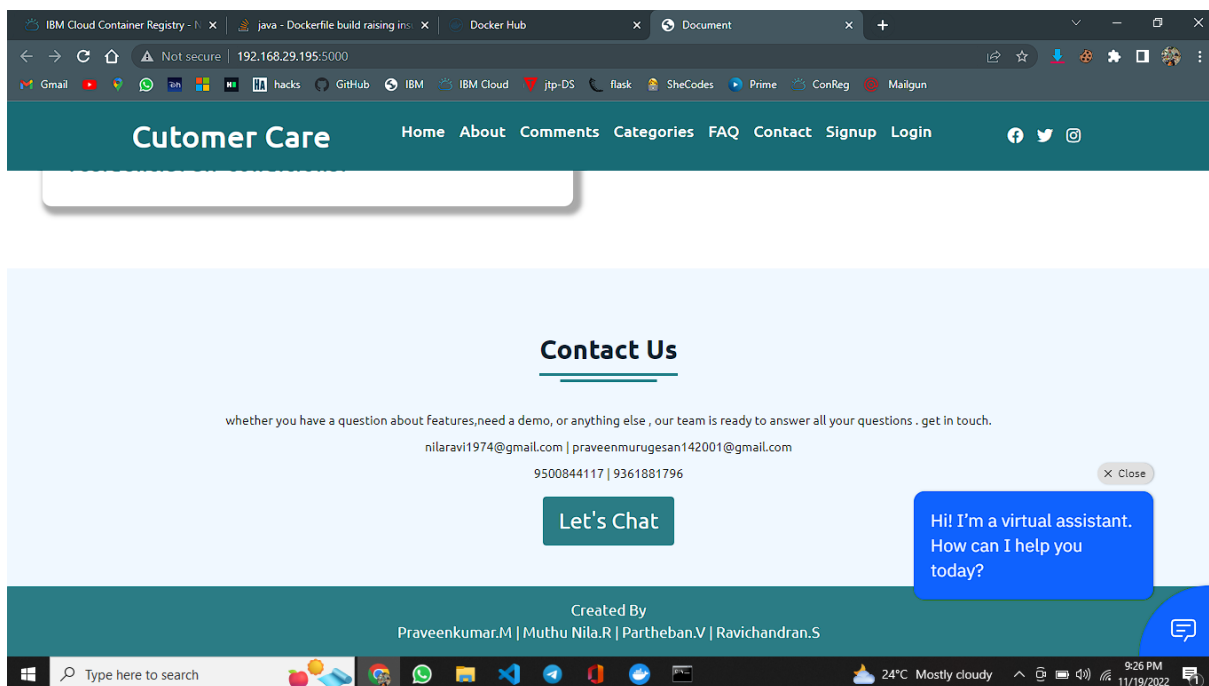 IBM Cloud Container Registry - N
java - Dockerfile build raising ins
Docker Hub
Document
Not secure | 192.168.29.195:5000
Gmail
hacks
GitHub
IBM
IBM Cloud
jtp-DS
flask
SheCodes
Prime
ConReg
Mailgun
Cutomer Care
Home About Comments Categories FAQ Contact Signup Login
Contact Us
whether you have a question about features,need a demo, or anything else , our team is ready to answer all your questions . get in touch.
nilaravi1974@gmail.com | praveenmurugesan142001@gmail.com
9500844117 | 9361881796
Let's Chat
Close
Hi! I'm a virtual assistant.
How can I help you
today?
Created By
Praveenkumar.M | Muthu Nila.R | Partheban.V | Ravichandran.S
Type here to search
24°C Mostly cloudy
9:26 PM
11/19/2022